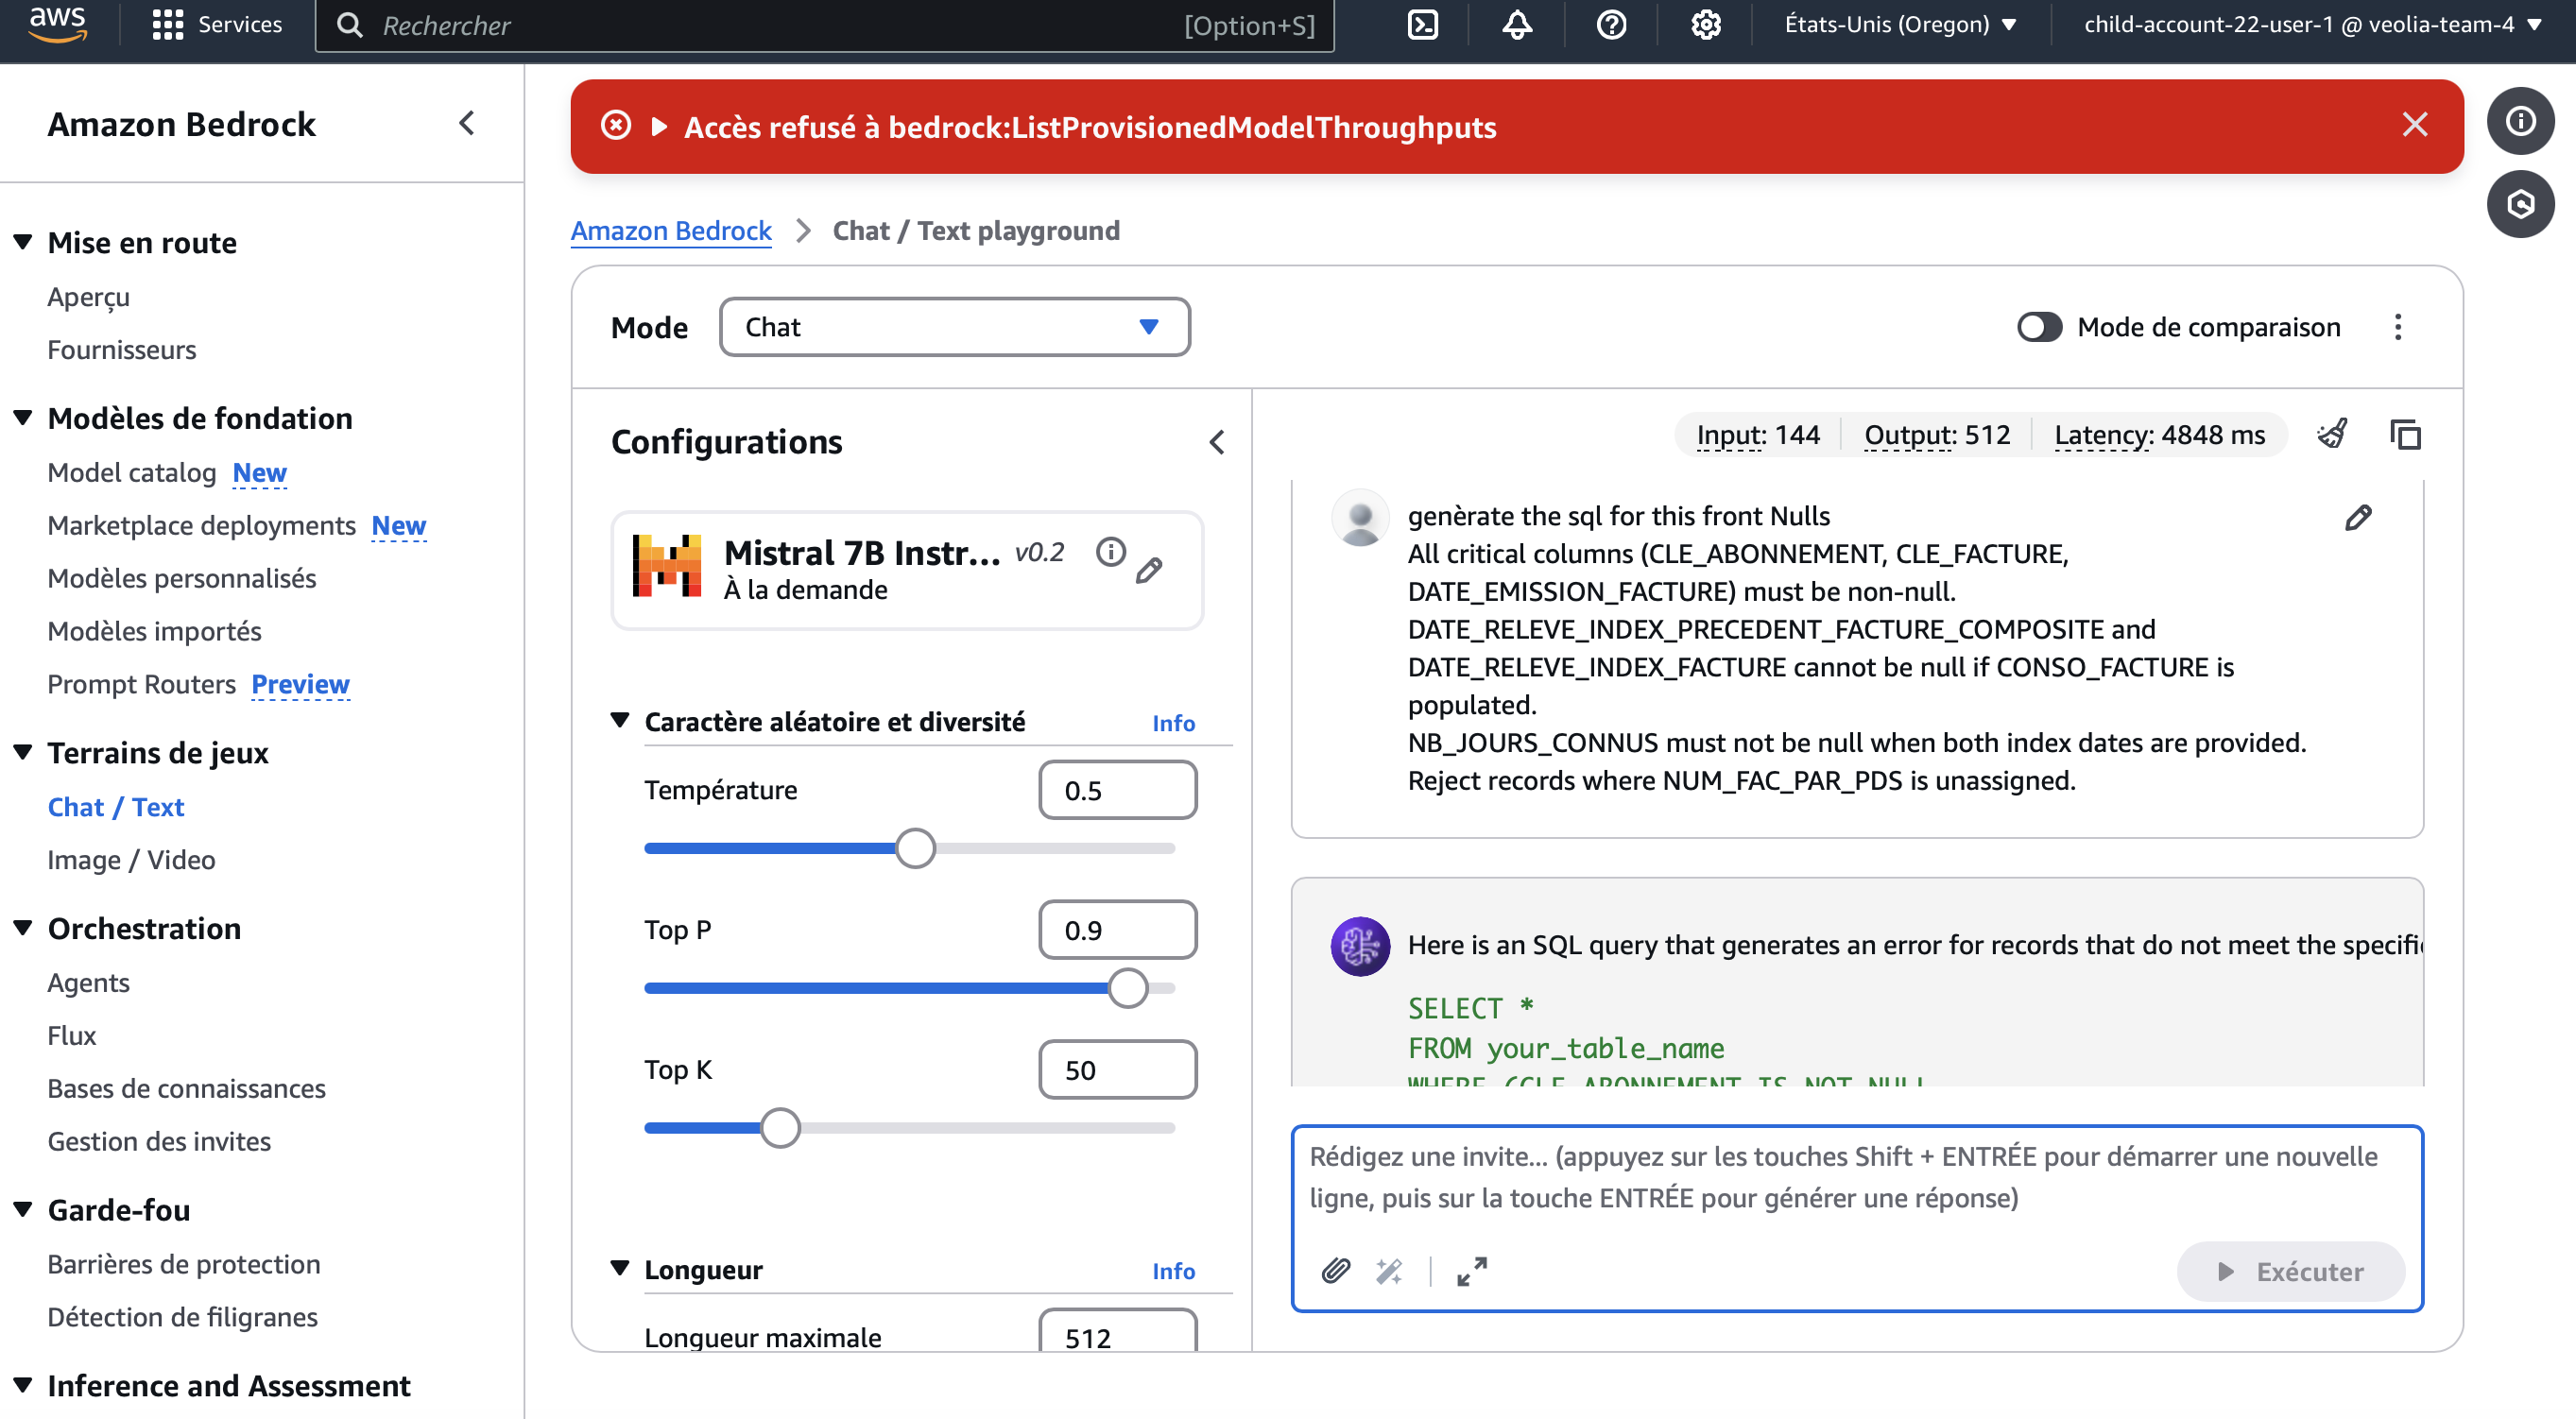 aws
Services
Rechercher
[Option+S]
États-Unis (Oregon)
child-account-22-user-1 @ veolia-team-4
Amazon Bedrock
Mise en route
Aperçu
Fournisseurs
Modèles de fondation
Model catalog New
Marketplace deployments New
Modèles personnalisés
Modèles importés
Prompt Routers Preview
Terrains de jeux
Chat / Text
Image / Video
Orchestration
Agents
Flux
Bases de connaissances
Gestion des invites
Garde-fou
Barrières de protection
Détection de filigranes
Inference and Assessment
Accès refusé à bedrock:ListProvisionedModelThroughputs
Amazon Bedrock > Chat / Text playground
Mode
Chat
Mode de comparaison
Configurations
Mistral 7B Instr... v0.2
À la demande
Caractère aléatoire et diversité
Info
Température
0.5
Top P
0.9
Top K
50
Longueur
Info
Longueur maximale
512
Input: 144
Output: 512
Latency: 4848 ms
genèrate the sql for this front Nulls
All critical columns (CLE_ABONNEMENT, CLE_FACTURE,
DATE_EMISSION_FACTURE) must be non-null.
DATE_RELEVE_INDEX_PRECEDENT_FACTURE_COMPOSITE and
DATE_RELEVE_INDEX_FACTURE cannot be null if CONSO_FACTURE is
populated.
NB_JOURS_CONNUS must not be null when both index dates are provided.
Reject records where NUM_FAC_PAR_PDS is unassigned.
Here is an SQL query that generates an error for records that do not meet the specifi
SELECT *
FROM your_table_name
WHERE (CLE_ABONNEMENT IS NOT NULL
Rédigez une invite... (appuyez sur les touches Shift + ENTRÉE pour démarrer une nouvelle
ligne, puis sur la touche ENTRÉE pour générer une réponse)
Exécuter